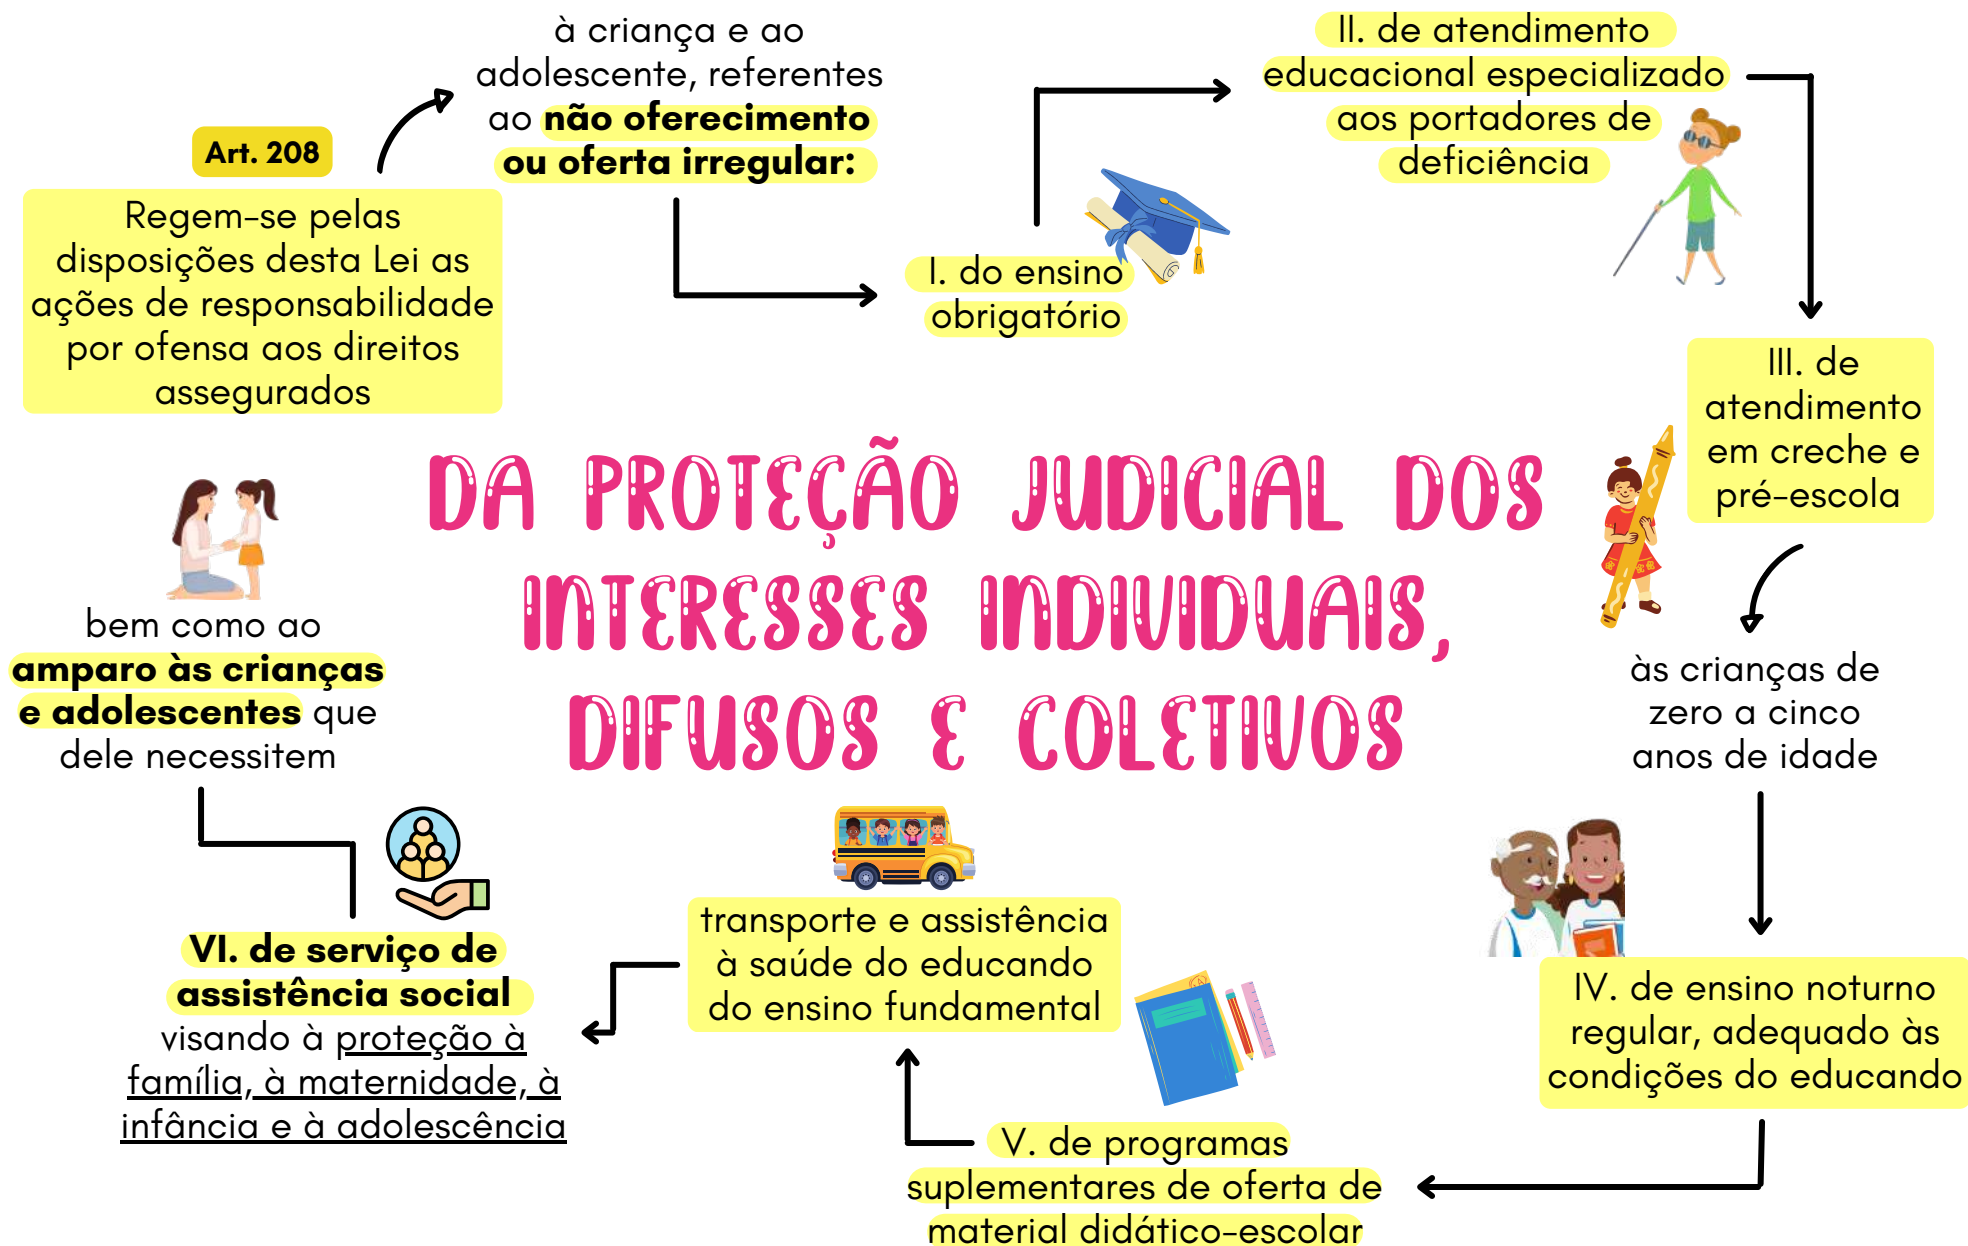 Art. 208
Regem-se pelas
disposições desta Lei as
ações de responsabilidade
por ofensa aos direitos
assegurados
à criança e ao
adolescente, referentes
ao não oferecimento
ou oferta irregular:
I. do ensino
obrigatório
II. de atendimento
educacional especializado
aos portadores de
deficiência
III. de
atendimento
em creche e
pré-escola
às crianças de
zero a cinco
anos de idade
IV. de ensino noturno
regular, adequado às
condições do educando
V. de programas
suplementares de oferta de
material didático-escolar
transporte e assistência
à saúde do educando
do ensino fundamental
VI. de serviço de
assistência social
visando à proteção à
família, à maternidade, à
infância e à adolescência
bem como ao
amparo às crianças
e adolescentes que
dele necessitem
DA PROTEÇÃO JUDICIAL DOS
INTERESSES INDIVIDUAIS,
DIFUSOS E COLETIVOS